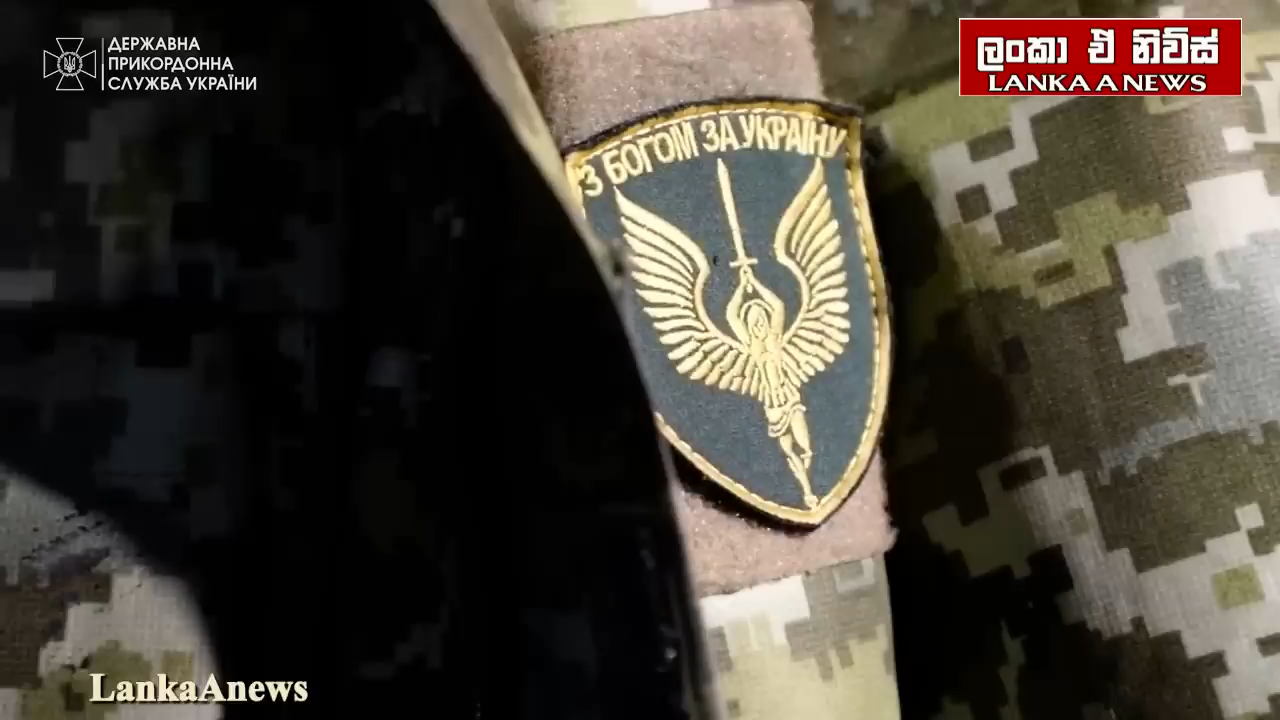 ДЕРЖАВНА
ПРИКОРДОННА
СЛУЖБА УКРАЇНИ
ලංකා ඒ නිව්ස්
LANKA A NEWS
З БОГОМ ЗА УКРАЇНУ
LankaAnews